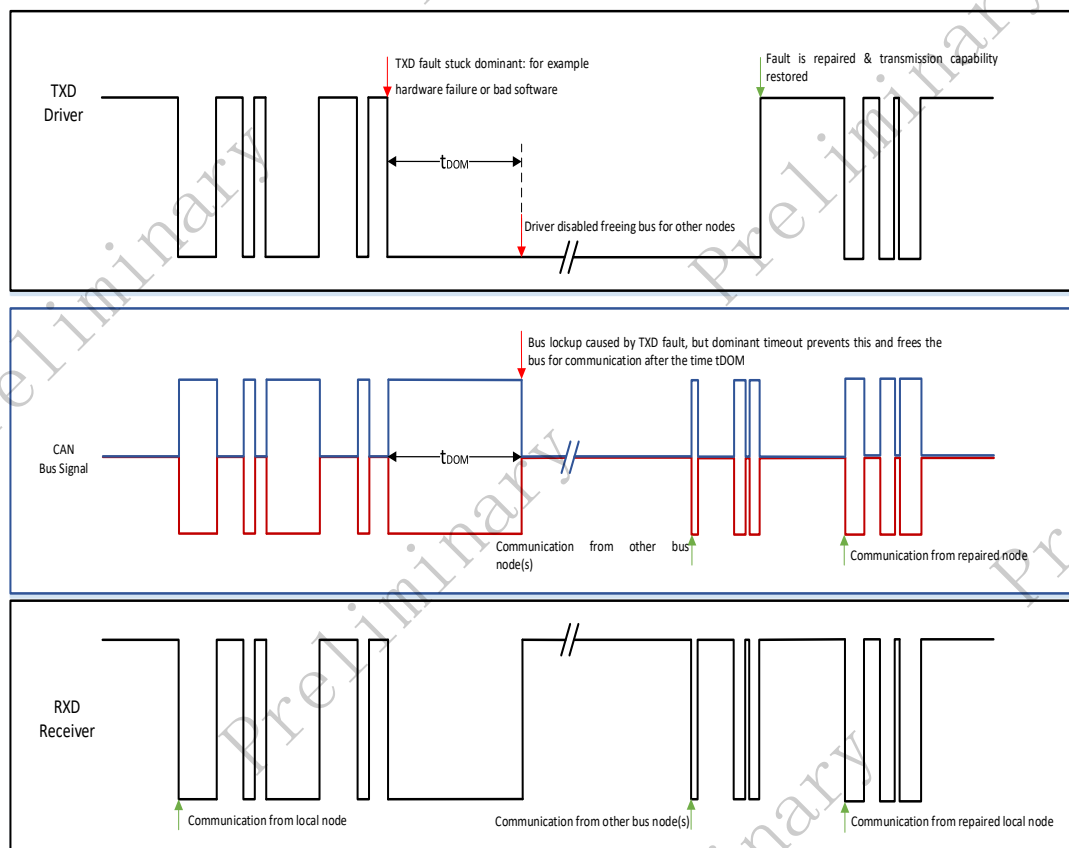 TXD fault stuck dominant: for example
hardware failure or bad software
Fault is repaired & transmission capability
restored
TXD
Driver
tDOM
Driver disabled freeing bus for other nodes
Bus lockup caused by TXD fault, but dominant timeout prevents this and frees the
bus for communication after the time tDOM
CAN
Bus Signal
tDOM
Communication from other bus
node(s)
Communication from repaired node
RXD
Receiver
Communication from local node
Communication from other bus node(s)
Communication from repaired local node
Preliminary
Preliminary
Preliminary
Preliminary